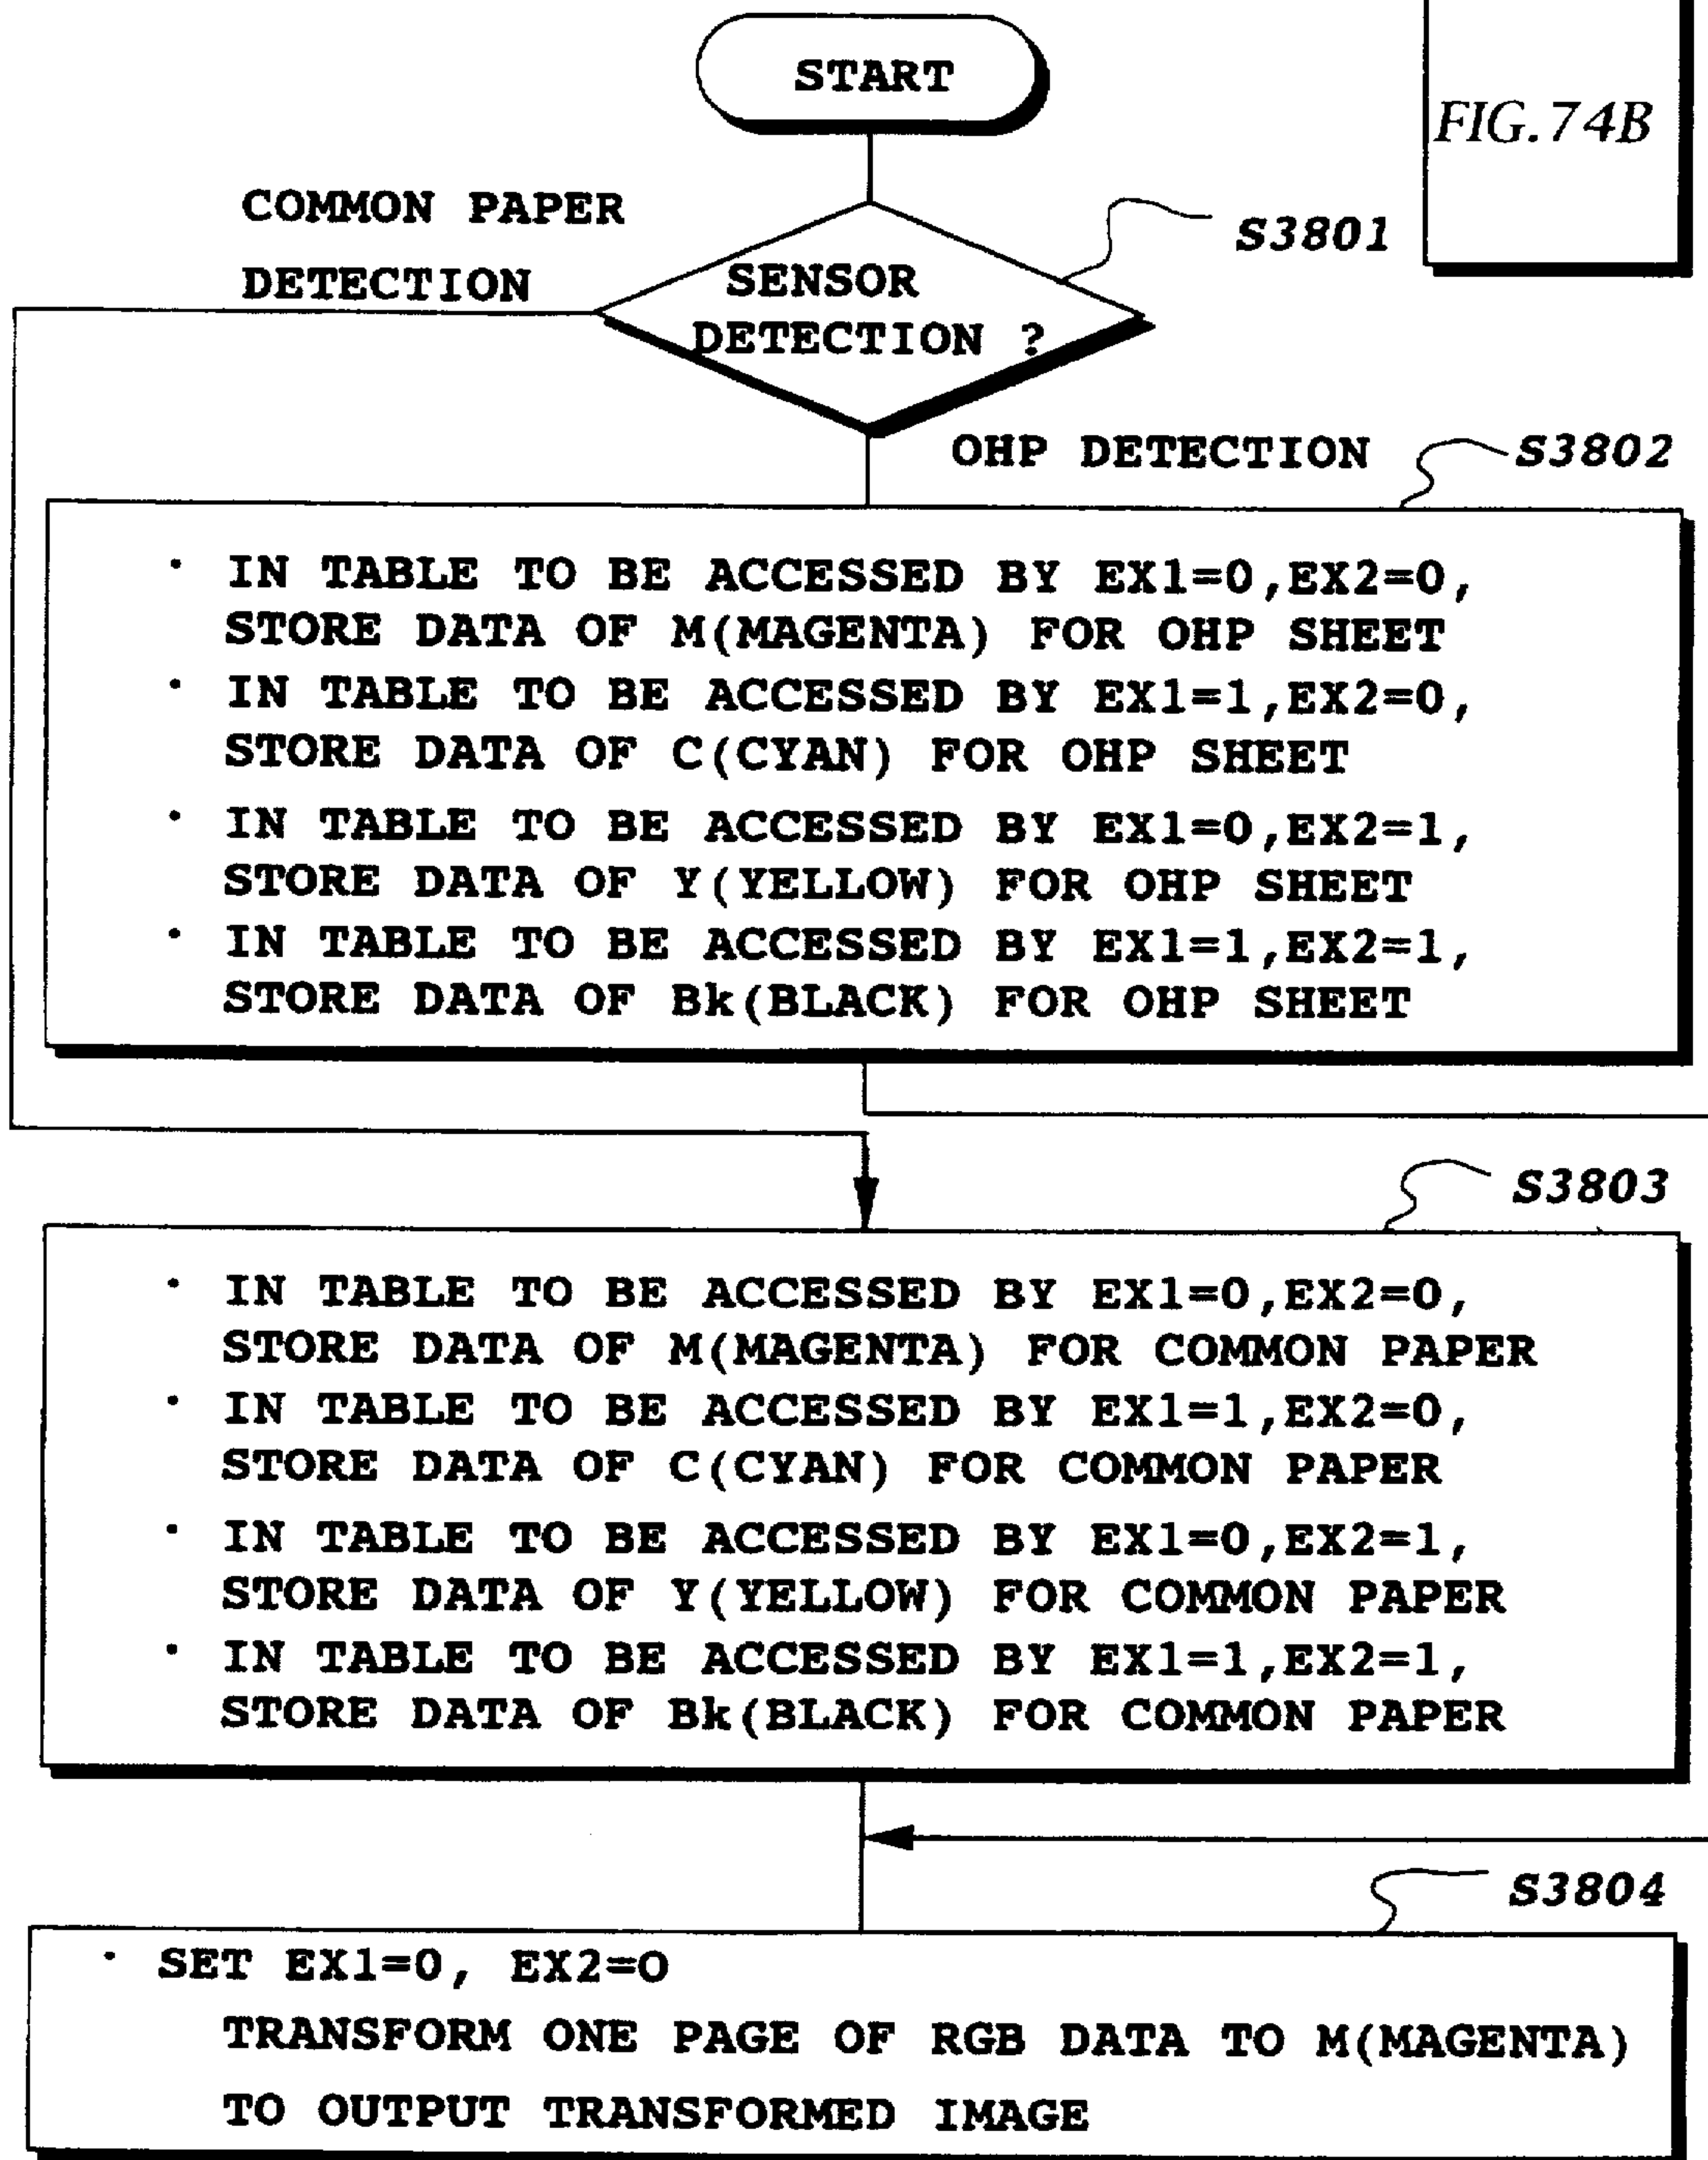 START
FIG.74B
COMMON PAPER
DETECTION
SENSOR
DETECTION ?
S3801
OHP DETECTION
S3802
· IN TABLE TO BE ACCESSED BY EX1=0,EX2=0,
STORE DATA OF M(MAGENTA) FOR OHP SHEET
· IN TABLE TO BE ACCESSED BY EX1=1,EX2=0,
STORE DATA OF C(CYAN) FOR OHP SHEET
· IN TABLE TO BE ACCESSED BY EX1=0,EX2=1,
STORE DATA OF Y(YELLOW) FOR OHP SHEET
· IN TABLE TO BE ACCESSED BY EX1=1,EX2=1,
STORE DATA OF Bk(BLACK) FOR OHP SHEET
S3803
· IN TABLE TO BE ACCESSED BY EX1=0,EX2=0,
STORE DATA OF M(MAGENTA) FOR COMMON PAPER
· IN TABLE TO BE ACCESSED BY EX1=1,EX2=0,
STORE DATA OF C(CYAN) FOR COMMON PAPER
· IN TABLE TO BE ACCESSED BY EX1=0,EX2=1,
STORE DATA OF Y(YELLOW) FOR COMMON PAPER
· IN TABLE TO BE ACCESSED BY EX1=1,EX2=1,
STORE DATA OF Bk(BLACK) FOR COMMON PAPER
S3804
· SET EX1=0, EX2=0
TRANSFORM ONE PAGE OF RGB DATA TO M(MAGENTA)
TO OUTPUT TRANSFORMED IMAGE